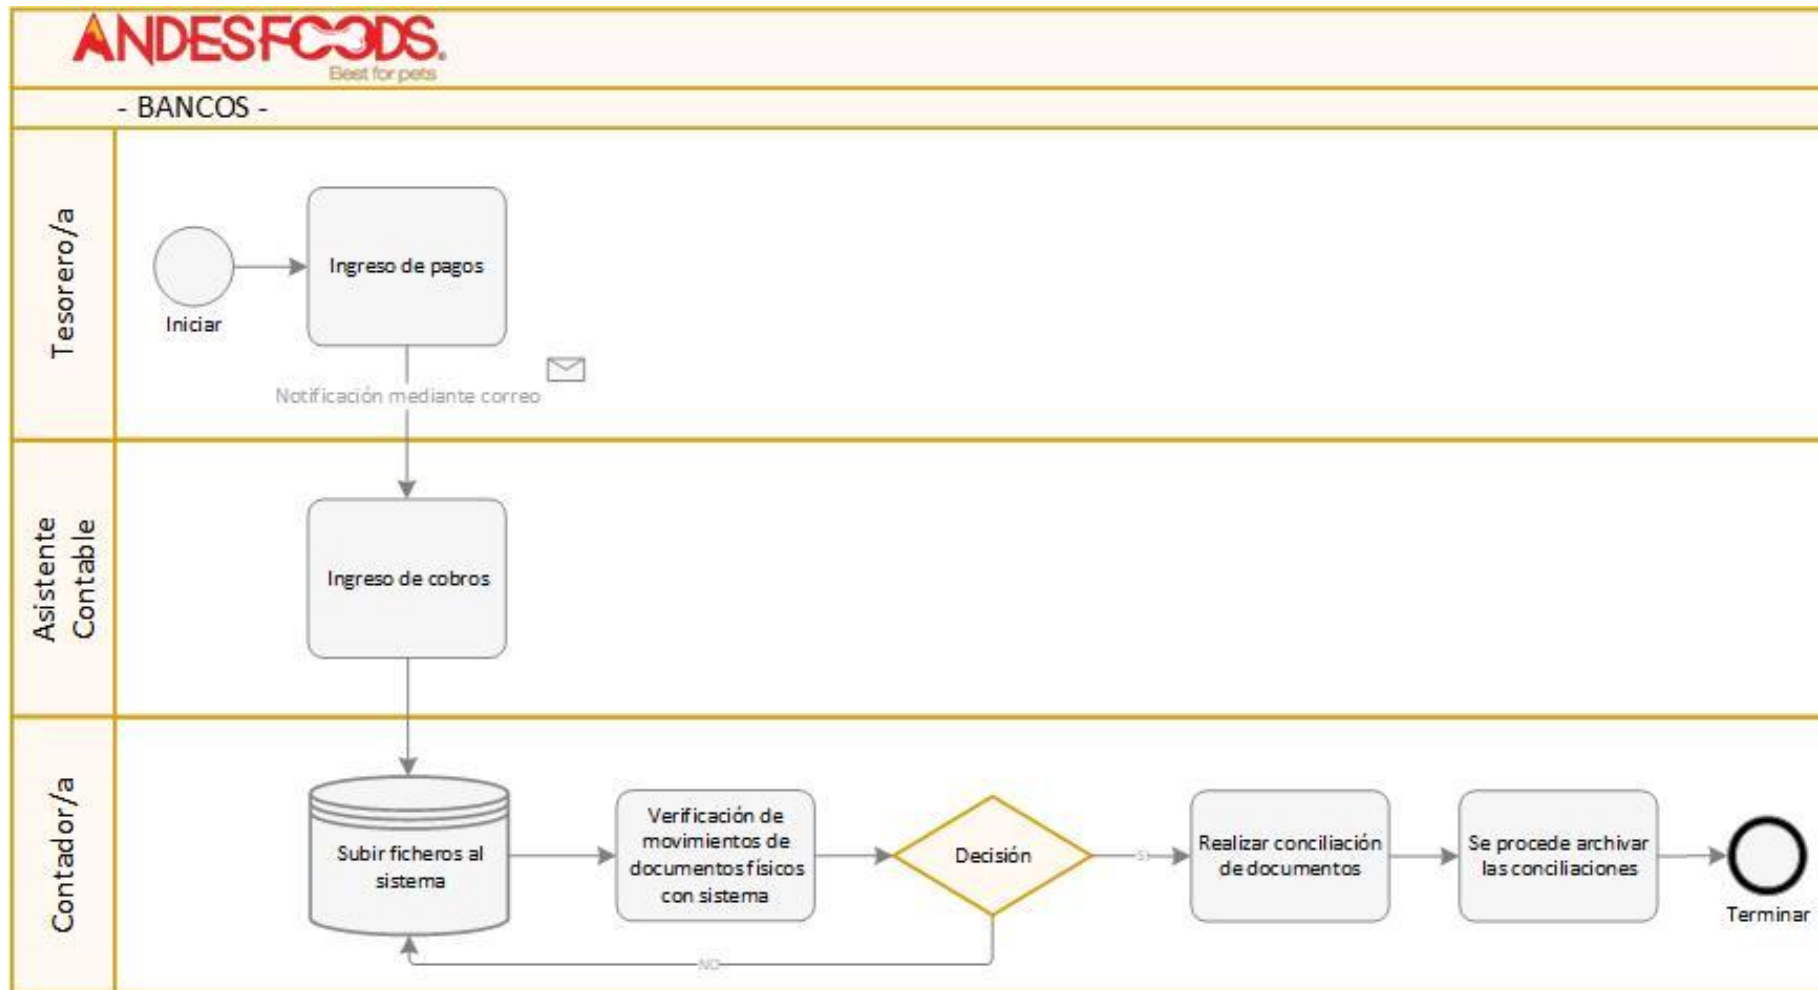 ANDESFOODS.
Best for pets
- BANCOS -
Tesorero/a
Iniciar
Ingreso de pagos
Notificación mediante correo
Asistente
Contable
Ingreso de cobros
Contador/a
Subir ficheros al
sistema
Verificación de
movimientos de
documentos físicos
con sistema
Decisión
SI
NO
Realizar conciliación
de documentos
Se procede archivar
las conciliaciones
Terminar